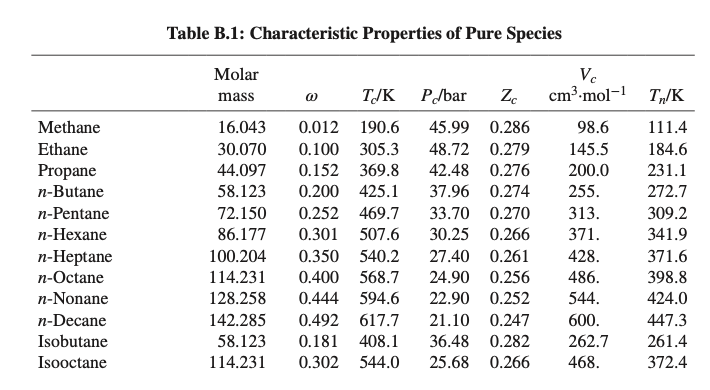 Table B.1: Characteristic Properties of Pure Species
Molar mass ω Tc/K Pc/bar Zc Vc cm³·mol⁻¹ Tn/K
Methane 16.043 0.012 190.6 45.99 0.286 98.6 111.4
Ethane 30.070 0.100 305.3 48.72 0.279 145.5 184.6
Propane 44.097 0.152 369.8 42.48 0.276 200.0 231.1
n-Butane 58.123 0.200 425.1 37.96 0.274 255. 272.7
n-Pentane 72.150 0.252 469.7 33.70 0.270 313. 309.2
n-Hexane 86.177 0.301 507.6 30.25 0.266 371. 341.9
n-Heptane 100.204 0.350 540.2 27.40 0.261 428. 371.6
n-Octane 114.231 0.400 568.7 24.90 0.256 486. 398.8
n-Nonane 128.258 0.444 594.6 22.90 0.252 544. 424.0
n-Decane 142.285 0.492 617.7 21.10 0.247 600. 447.3
Isobutane 58.123 0.181 408.1 36.48 0.282 262.7 261.4
Isooctane 114.231 0.302 544.0 25.68 0.266 468. 372.4